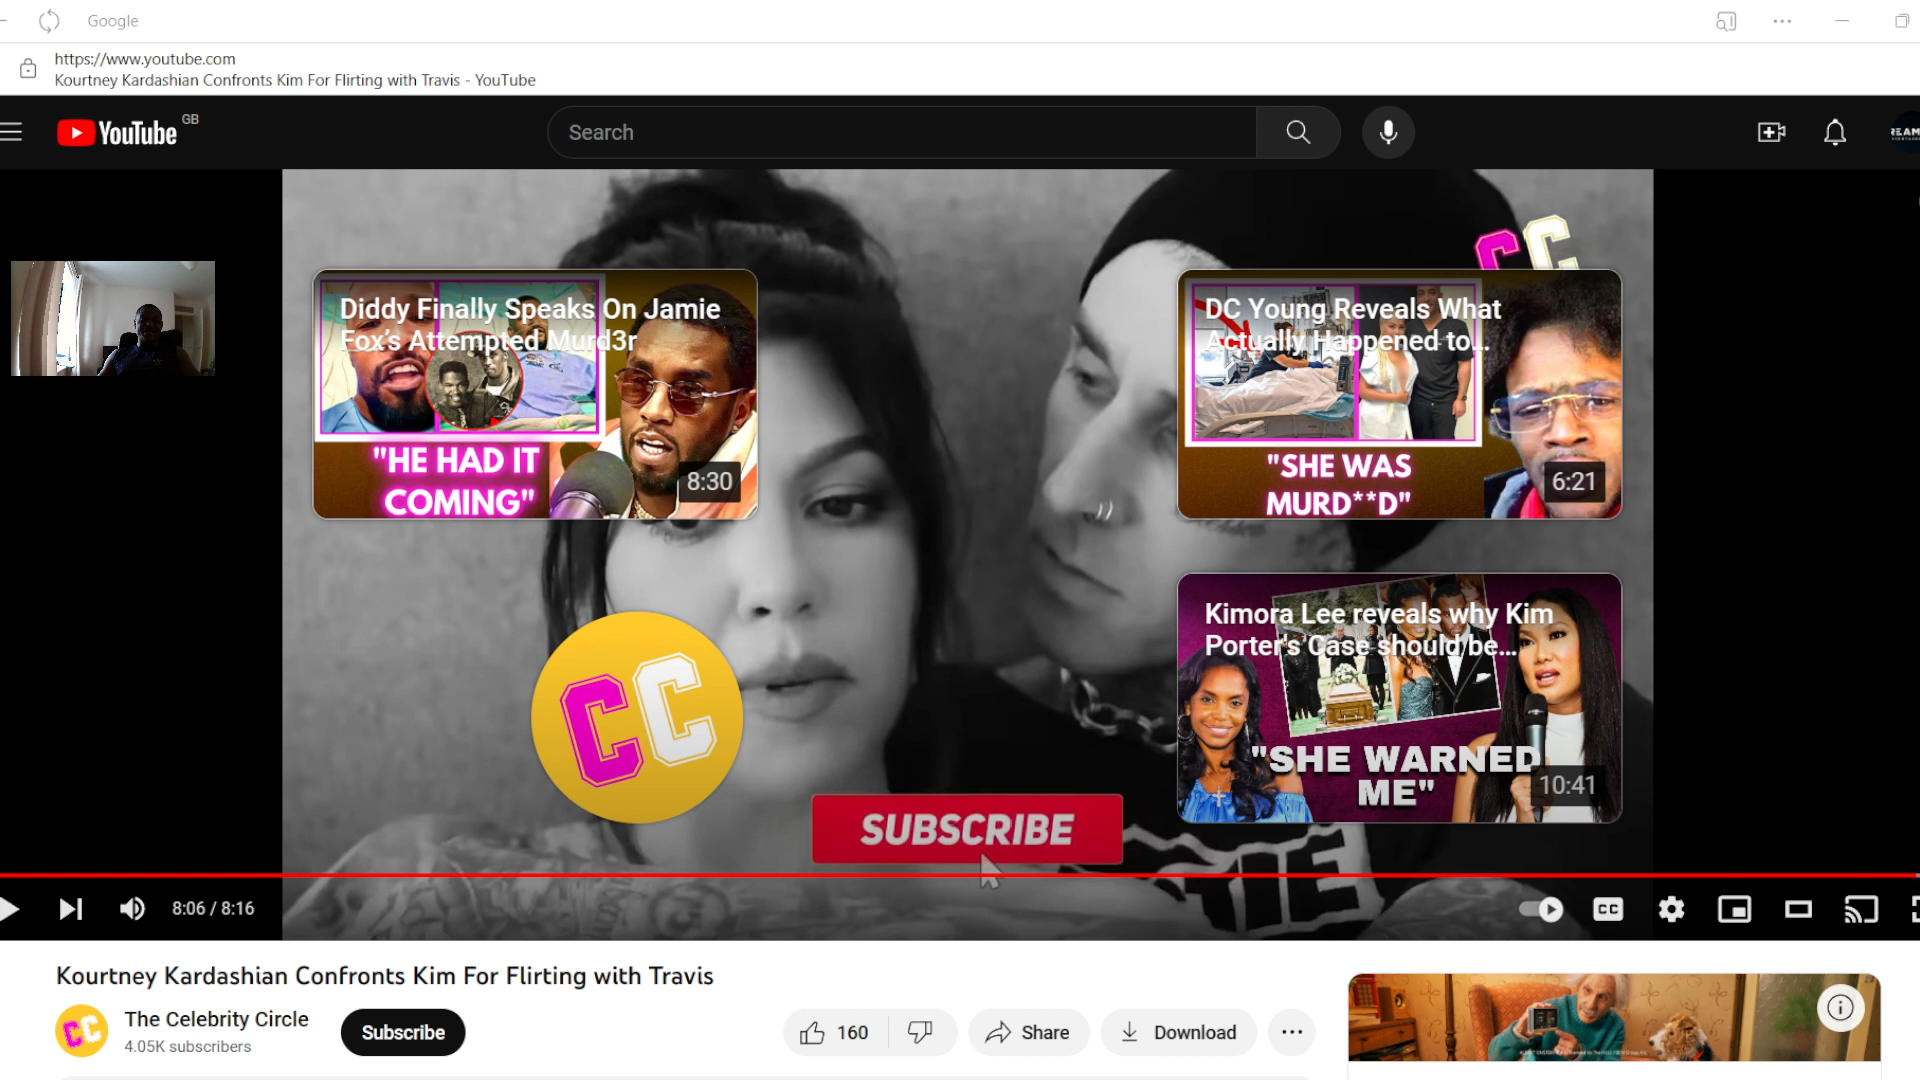 Google
https://www.youtube.com
Kourtney Kardashian Confronts Kim For Flirting with Travis - YouTube
YouTube GB
Search
CC
Diddy Finally Speaks On Jamie
Fox's Attempted Murd3r
"HE HAD IT
COMING"
8:30
DC Young Reveals What
Actually Happened to...
"SHE WAS
MURD**D"
6:21
Kimora Lee reveals why Kim
Porter's Case should be...
"SHE WARNED
ME"
10:41
CC
SUBSCRIBE
8:06 / 8:16
CC
Kourtney Kardashian Confronts Kim For Flirting with Travis
CC
The Celebrity Circle
4.05K subscribers
Subscribe
160
Share
Download